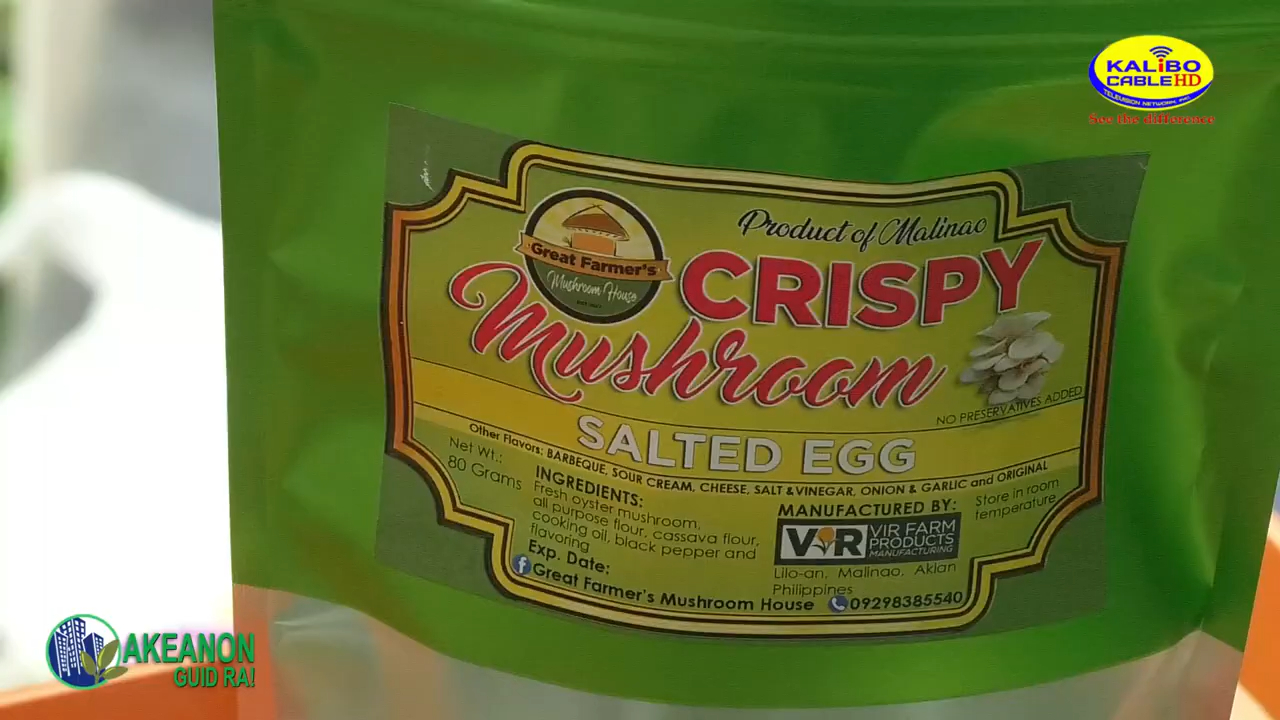 KALiBO
CABLE HD
TELEVISION NETWORK, INC.
See the difference
Product of Malinao
Great Farmer's
Mushroom House
CRISPY
Mushroom
NO PRESERVATIVES ADDED
SALTED EGG
Other Flavors: BARBEQUE, SOUR CREAM, CHEESE, SALT &VINEGAR, ONION & GARLIC and ORIGINAL
Net Wt.:
80 Grams
INGREDIENTS:
Fresh oyster mushroom,
all purpose flour, cassava flour,
cooking oil, black pepper and
flavoring
Exp. Date:
MANUFACTURED BY:
VIR
VIR FARM
PRODUCTS
MANUFACTURING
Lilo-an, Malinao, Aklan
Philippines
Store in room
temperature
Great Farmer's Mushroom House
09298385540
AKEANON
GUID RA!